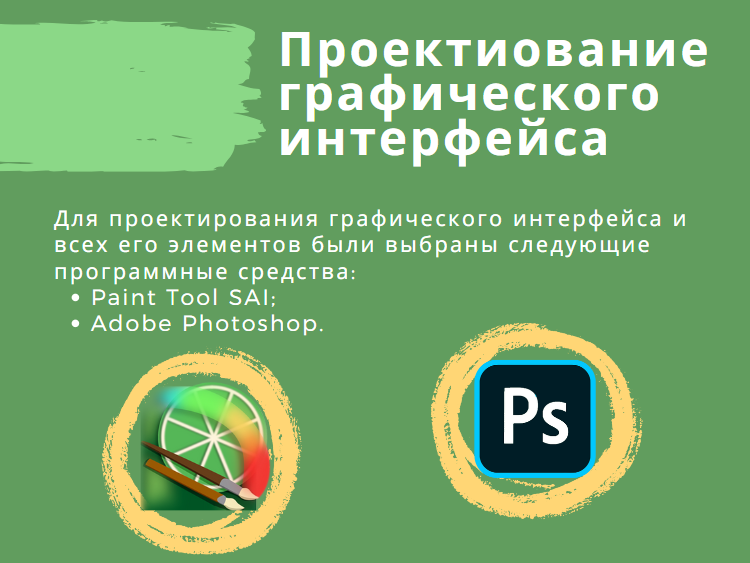 Проектиование
графического
интерфейса
Для проектирования графического интерфейса и
всех его элементов были выбраны следующие
программные средства:
• Paint Tool SAI;
• Adobe Photoshop.
Ps